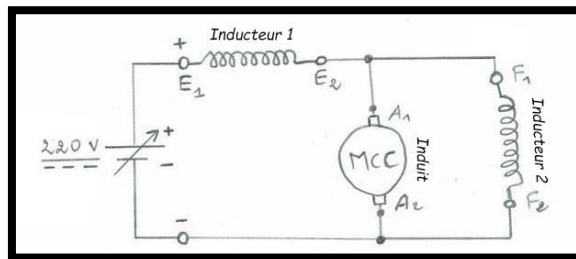 Inducteur 1
+
E1
E2
F1
A1
220 V
+
-
MCC
Induit
Inducteur 2
A2
F2
-